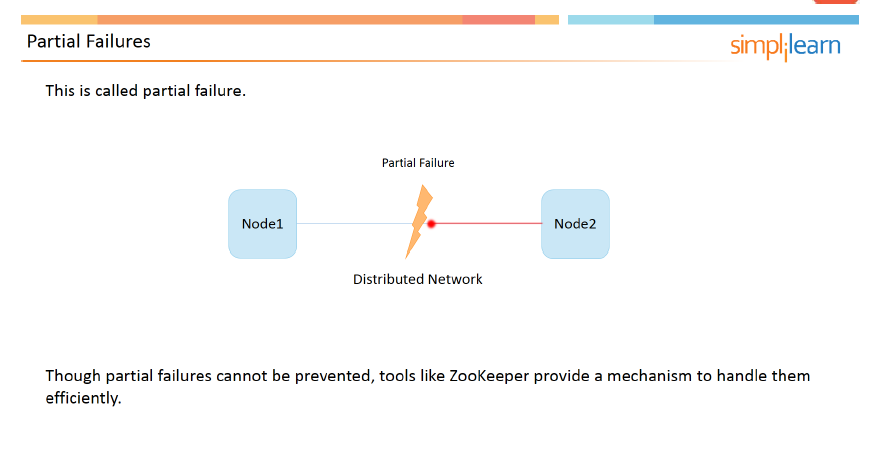 Partial Failures
simplilearn
This is called partial failure.
Partial Failure
Node1
Node2
Distributed Network
Though partial failures cannot be prevented, tools like ZooKeeper provide a mechanism to handle them
efficiently.